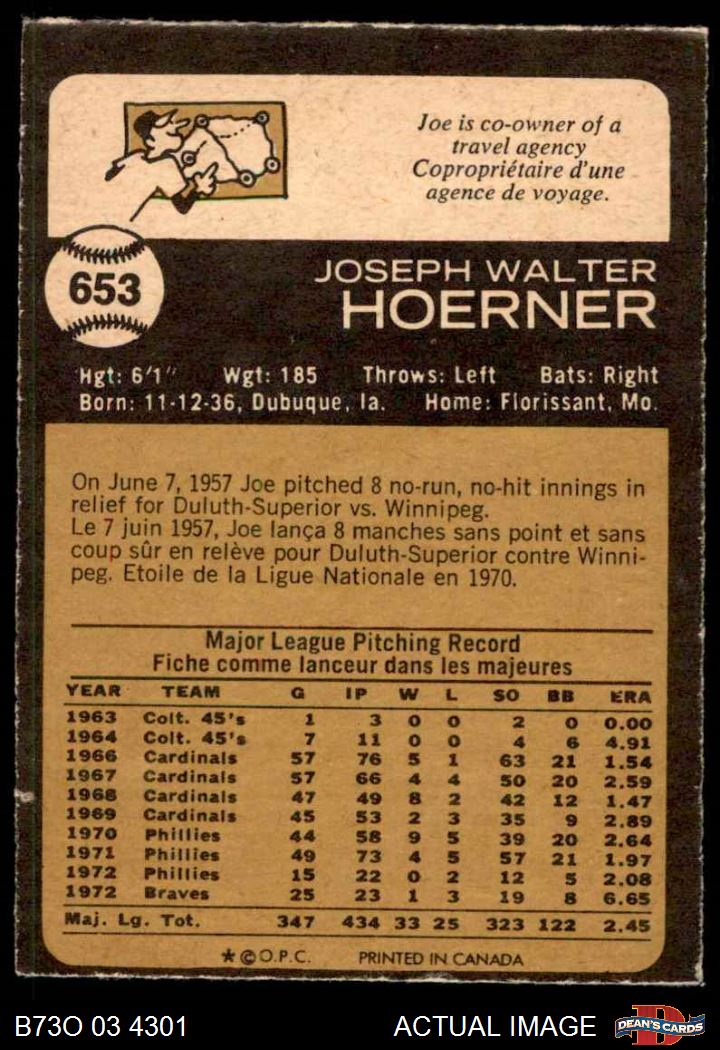 Joe is co-owner of a
travel agency
Copropriétaire d'une
agence de voyage.
653
JOSEPH WALTER
HOERNER
Hgt: 6'1" Wgt: 185 Throws: Left Bats: Right
Born: 11-12-36, Dubuque, Ia. Home: Florissant, Mo.
On June 7, 1957 Joe pitched 8 no-run, no-hit innings in
relief for Duluth-Superior vs. Winnipeg.
Le 7 juin 1957, Joe lança 8 manches sans point et sans
coup sûr en relève pour Duluth-Superior contre Winni-
peg. Etoile de la Ligue Nationale en 1970.
Major League Pitching Record
Fiche comme lanceur dans les majeures
YEAR TEAM G IP W L SO BB ERA
1963 Colt. 45's 1 3 0 0 2 0 0.00
1964 Colt. 45's 7 11 0 0 4 6 4.91
1966 Cardinals 57 76 5 1 63 21 1.54
1967 Cardinals 57 66 4 4 50 20 2.59
1968 Cardinals 47 49 8 2 42 12 1.47
1969 Cardinals 45 53 2 3 35 9 2.89
1970 Phillies 44 58 9 5 39 20 2.64
1971 Phillies 49 73 4 5 57 21 1.97
1972 Phillies 15 22 0 2 12 5 2.08
1972 Braves 25 23 1 3 19 8 6.65
Maj. Lg. Tot. 347 434 33 25 323 122 2.45
★©O.P.C. PRINTED IN CANADA
B73O 03 4301 ACTUAL IMAGE
D
DEAN'S CARDS